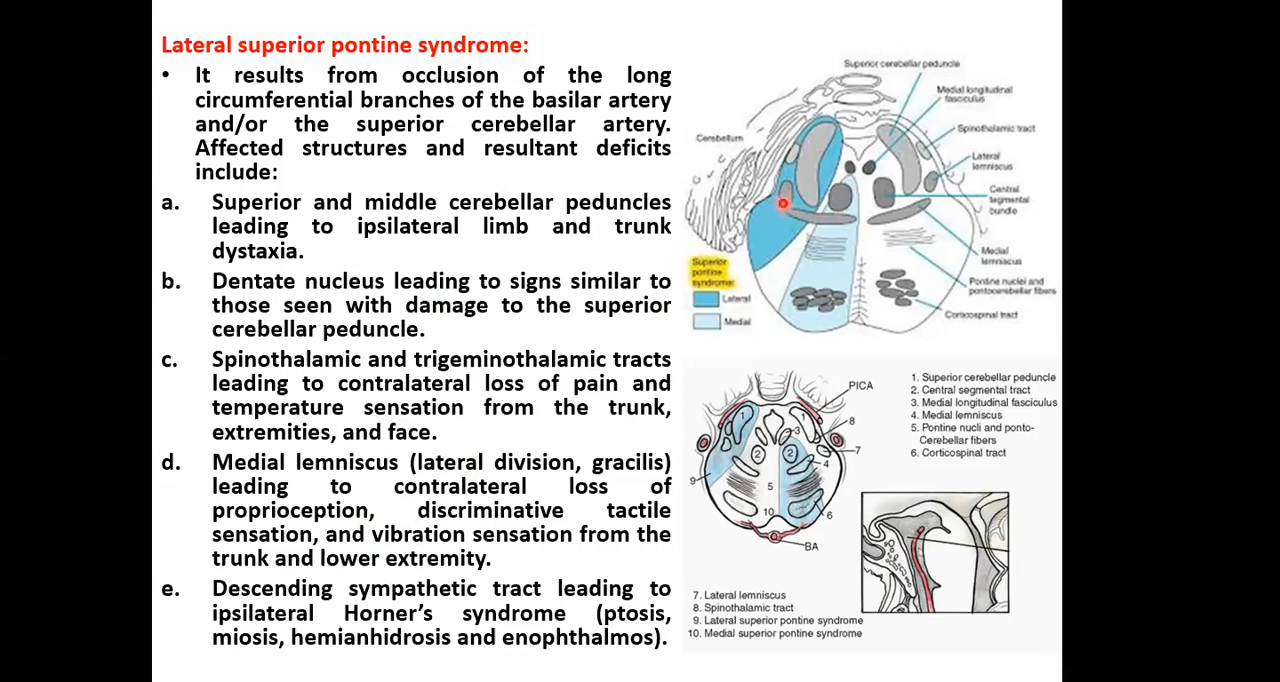 Lateral superior pontine syndrome:
• It results from occlusion of the long
circumferential branches of the basilar artery
and/or the superior cerebellar artery.
Affected structures and resultant deficits
include:
a. Superior and middle cerebellar peduncles
leading to ipsilateral limb and trunk
dystaxia.
b. Dentate nucleus leading to signs similar to
those seen with damage to the superior
cerebellar peduncle.
c. Spinothalamic and trigeminothalamic tracts
leading to contralateral loss of pain and
temperature sensation from the trunk,
extremities, and face.
d. Medial lemniscus (lateral division, gracilis)
leading to contralateral loss of
proprioception, discriminative tactile
sensation, and vibration sensation from the
trunk and lower extremity.
e. Descending sympathetic tract leading to
ipsilateral Horner's syndrome (ptosis,
miosis, hemianhidrosis and enophthalmos).
Superior cerebellar peduncle
Medial longitudinal
fasciculus
Cerebellum
Spinothalamic tract
Lateral
lemniscus
Central
segmental
bundle
Medial
lemniscus
Pontine nuclei and
pontocerebellar fibers
Corticospinal tract
Superior
pontine
syndrome:
Lateral
Medial
PICA
1
1
8
3
2
2
7
4
9
5
10
6
BA
1. Superior cerebellar peduncle
2. Central segmental tract
3. Medial longitudinal fasciculus
4. Medial lemniscus
5. Pontine nucli and ponto-
Cerebellar fibers
6. Corticospinal tract
7. Lateral lemniscus
8. Spinothalamic tract
9. Lateral superior pontine syndrome
10. Medial superior pontine syndrome